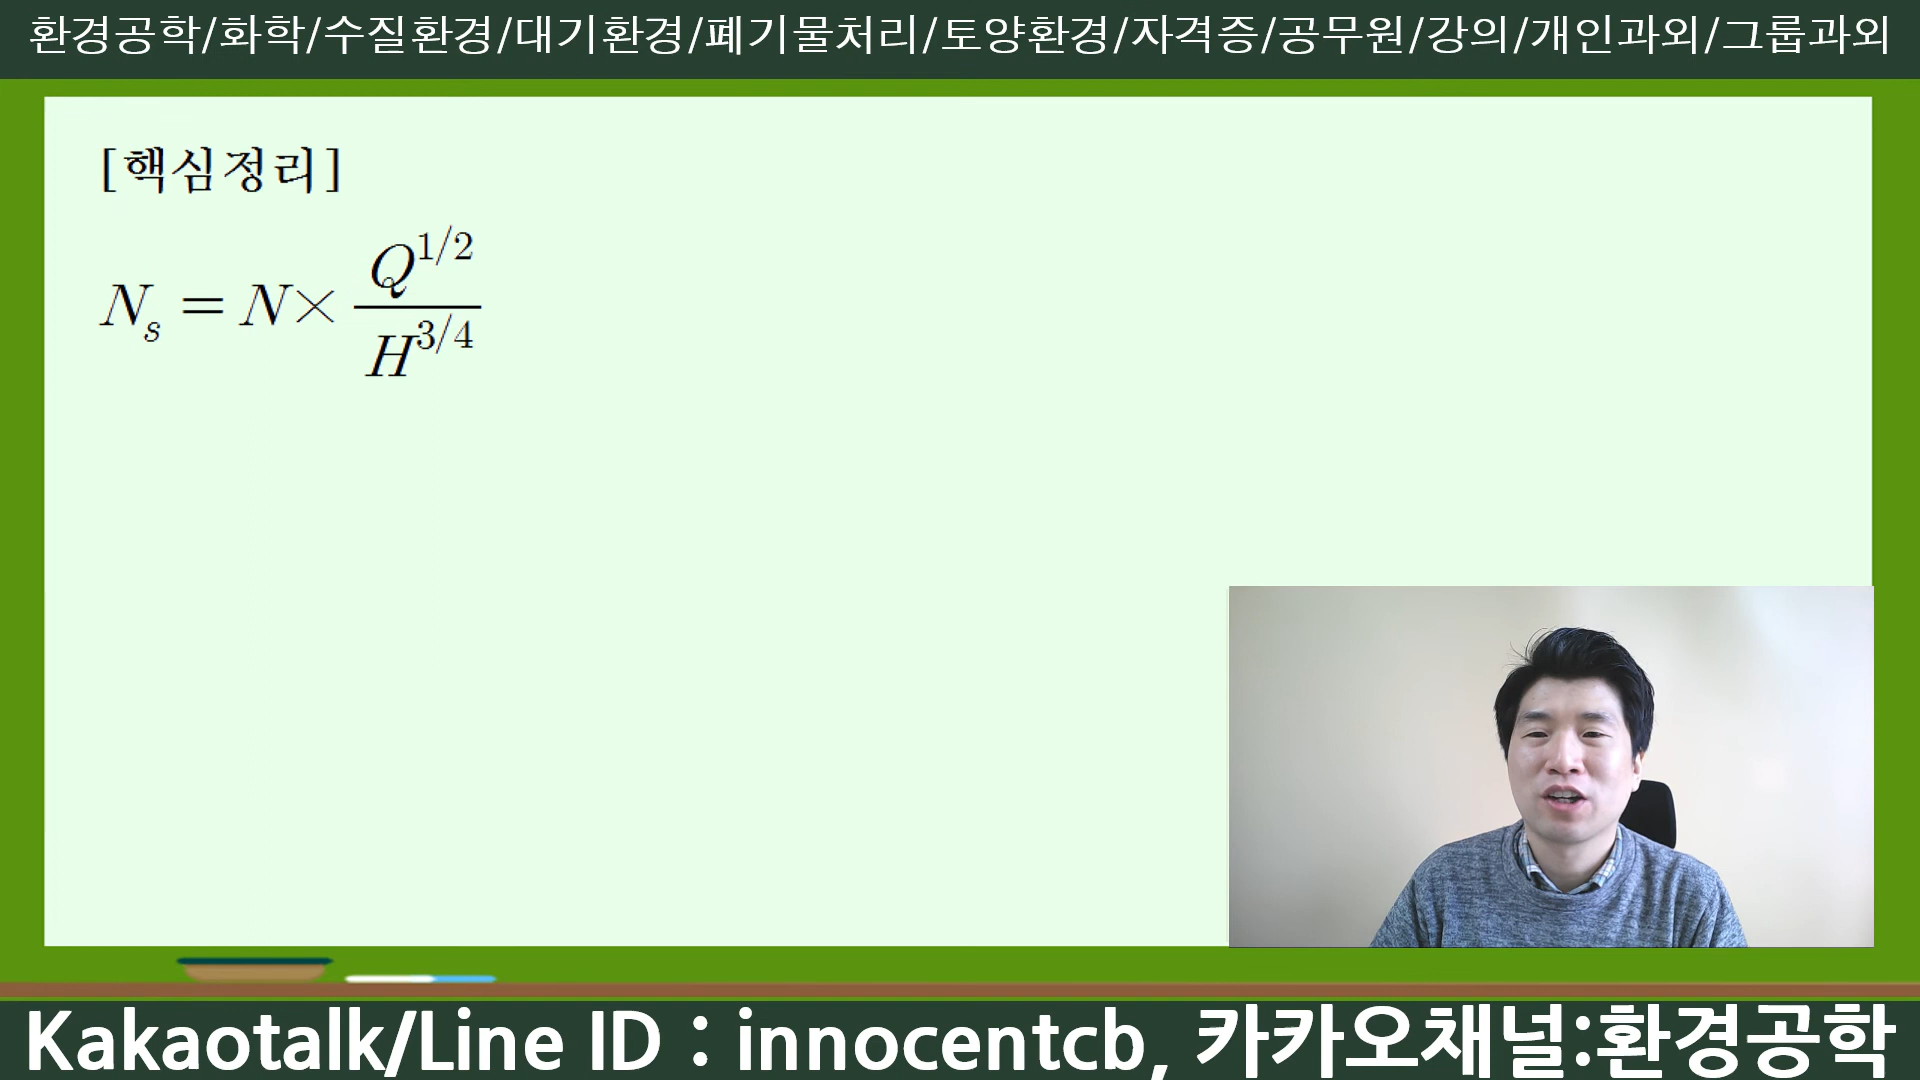 환경공학/화학/수질환경/대기환경/폐기물처리/토양환경/자격증/공무원/강의/개인과외/그룹과외
[핵심정리]
N_s = N × Q^{1/2} / H^{3/4}
Kakaotalk/Line ID : innocentcb, 카카오채널:환경공학